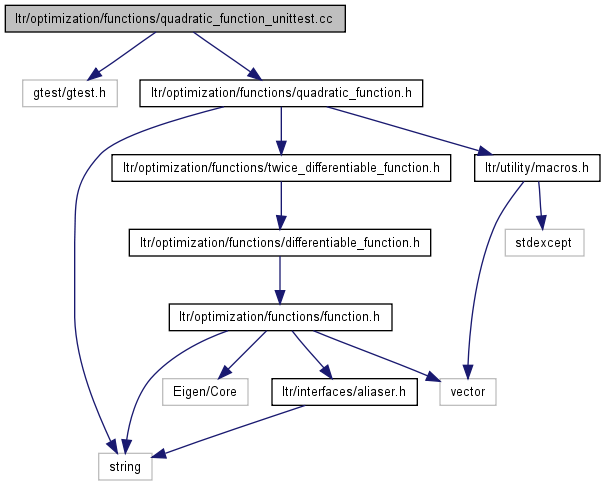 ltr/optimization/functions/quadratic_function_unittest.cc
gtest/gtest.h
ltr/optimization/functions/quadratic_function.h
ltr/optimization/functions/twice_differentiable_function.h
ltr/utility/macros.h
ltr/optimization/functions/differentiable_function.h
stdexcept
ltr/optimization/functions/function.h
Eigen/Core
ltr/interfaces/aliaser.h
vector
string